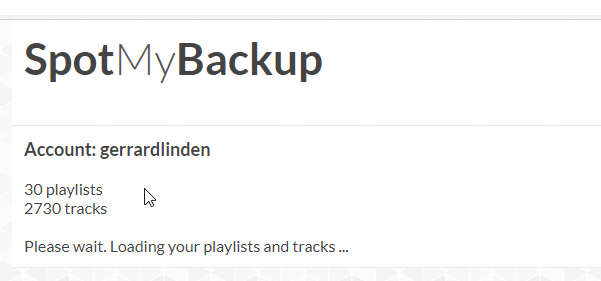 SpotMyBackup
Account: gerrardlinden
30 playlists
2730 tracks
Please wait. Loading your playlists and tracks ...